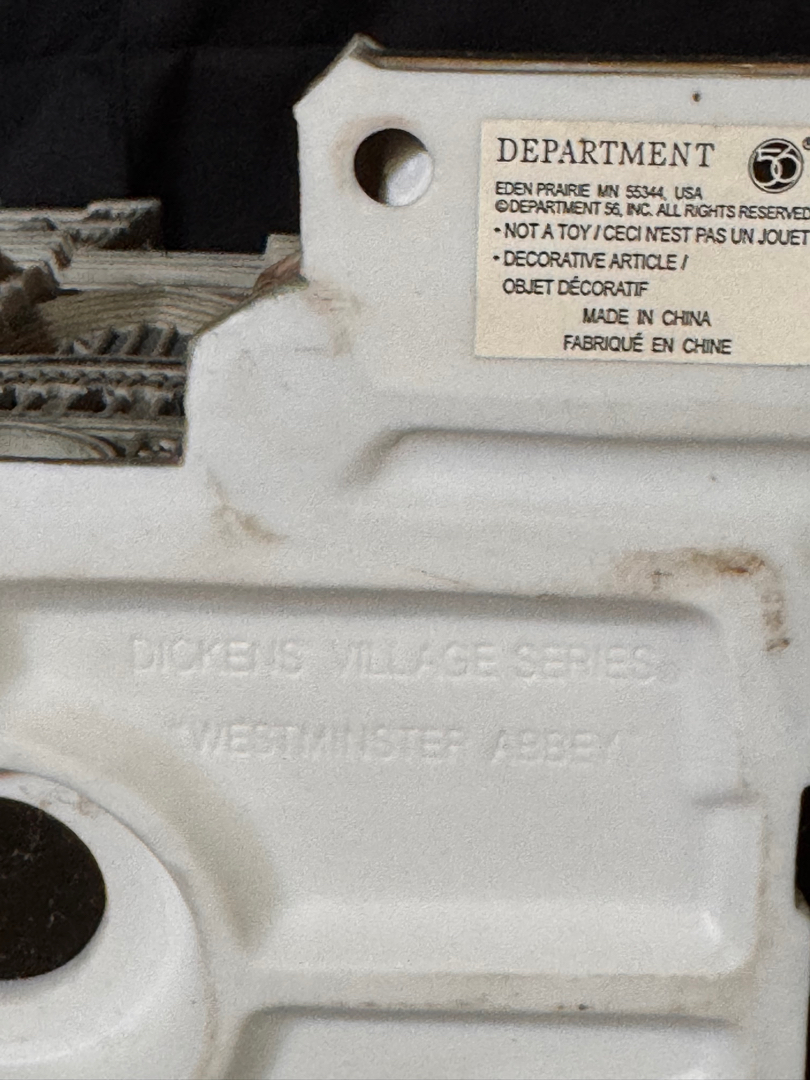 DEPARTMENT 56®
EDEN PRAIRIE MN 55344, USA
©DEPARTMENT 56, INC. ALL RIGHTS RESERVED
• NOT A TOY / CECI N'EST PAS UN JOUET
• DECORATIVE ARTICLE /
OBJET DÉCORATIF
MADE IN CHINA
FABRIQUÉ EN CHINE
DICKENS' VILLAGE SERIES®
"WESTMINSTER ABBEY"